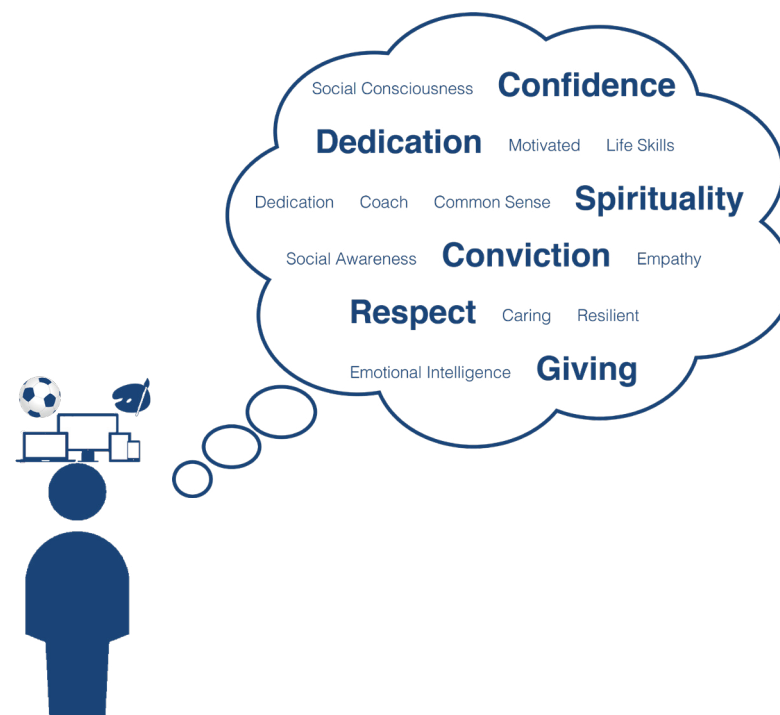 Social Consciousness Confidence
Dedication Motivated Life Skills
Dedication Coach Common Sense Spirituality
Social Awareness Conviction Empathy
Respect Caring Resilient
Emotional Intelligence Giving